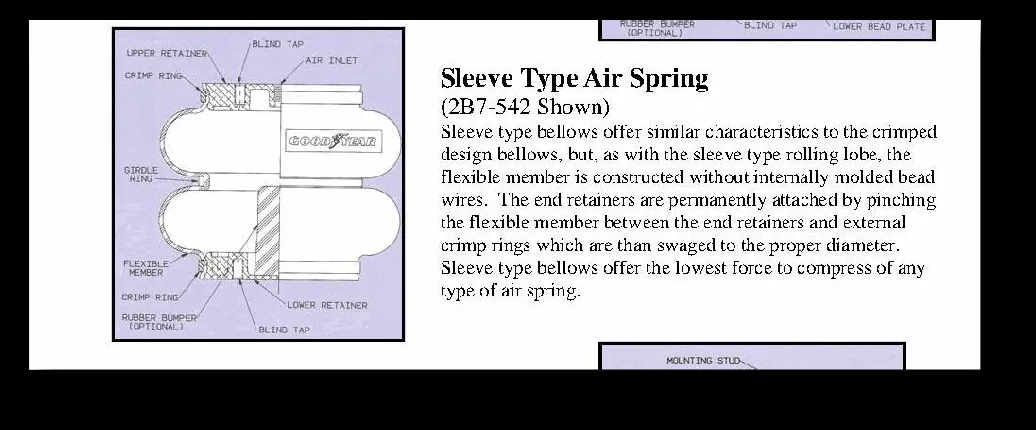 RUBBER BUMPER
(OPTIONAL)
BLIND TAP
LOWER BEAD PLATE
UPPER RETAINER
BLIND TAP
AIR INLET
CRIMP RING
GOODYEAR
GIRDLE
RING
FLEXIBLE
MEMBER
CRIMP RING
RUBBER BUMPER
(OPTIONAL)
LOWER RETAINER
BLIND TAP
Sleeve Type Air Spring
(2B7-542 Shown)
Sleeve type bellows offer similar characteristics to the crimped
design bellows, but, as with the sleeve type rolling lobe, the
flexible member is constructed without internally molded bead
wires. The end retainers are permanently attached by pinching
the flexible member between the end retainers and external
crimp rings which are than swaged to the proper diameter.
Sleeve type bellows offer the lowest force to compress of any
type of air spring.
MOUNTING STUD